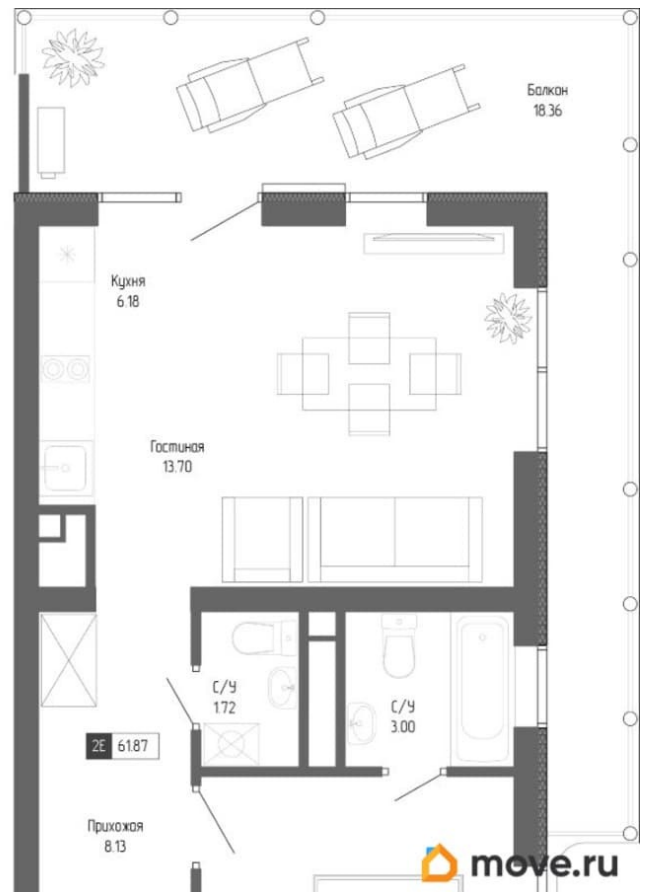 Балкон
18.36
Кухня
6.18
Гостиная
13.70
С/У
1.72
С/У
3.00
2Е 61.87
Прихожая
8.13
move.ru